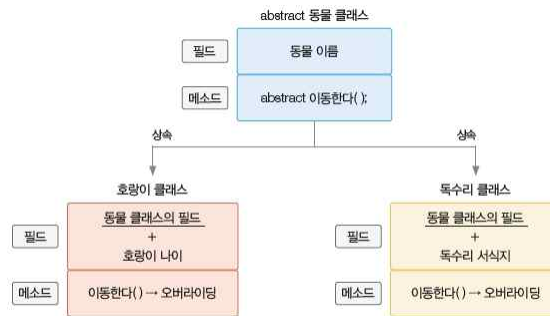 abstract 동물 클래스
필드
동물 이름
메소드
abstract 이동한다( );
상속
상속
호랑이 클래스
필드
동물 클래스의 필드
+
호랑이 나이
메소드
이동한다( ) → 오버라이딩
독수리 클래스
필드
동물 클래스의 필드
+
독수리 서식지
메소드
이동한다( ) → 오버라이딩